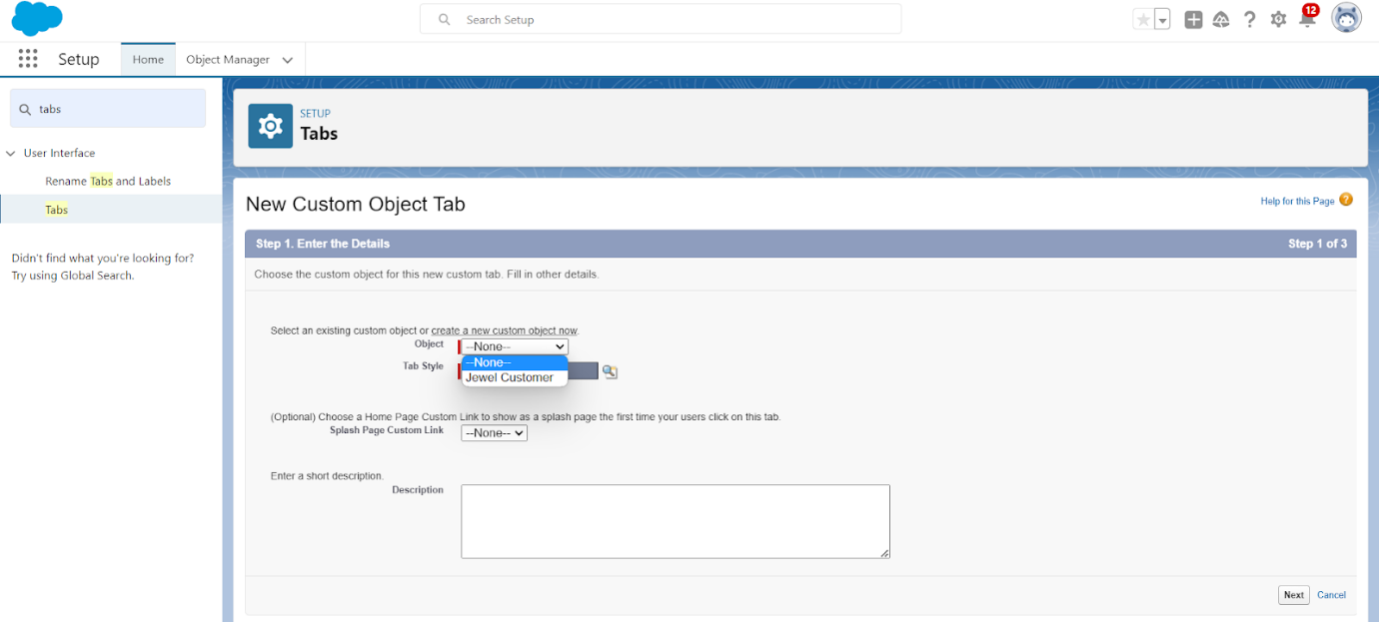 Search Setup
12
Setup
Home
Object Manager
tabs
User Interface
Rename Tabs and Labels
Tabs
Didn't find what you're looking for?
Try using Global Search.
SETUP
Tabs
New Custom Object Tab
Help for this Page
Step 1. Enter the Details
Step 1 of 3
Choose the custom object for this new custom tab. Fill in other details.
Select an existing custom object or create a new custom object now.
Object
--None--
--None--
Jewel Customer
Tab Style
(Optional) Choose a Home Page Custom Link to show as a splash page the first time your users click on this tab.
Splash Page Custom Link
--None--
Enter a short description.
Description
Next
Cancel